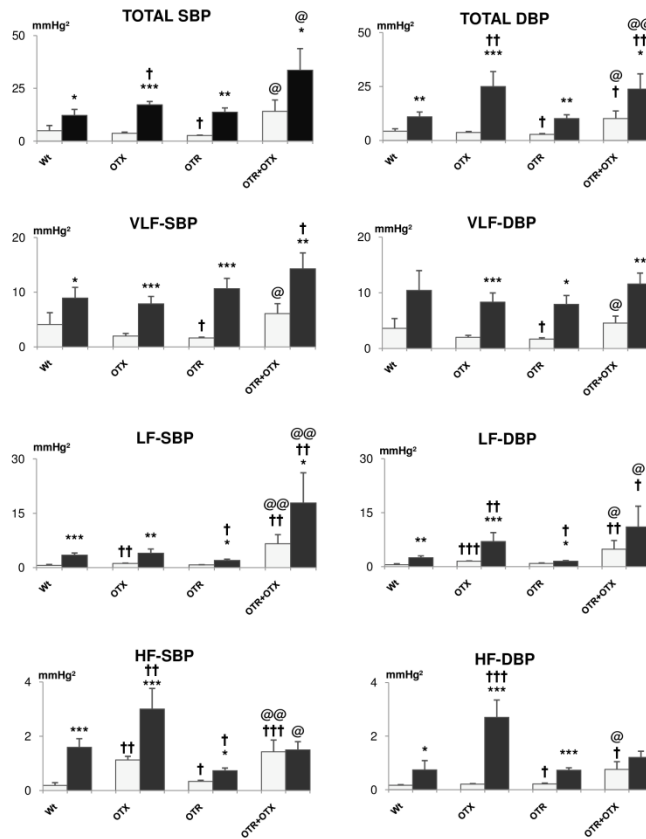 TOTAL SBP
mmHg²
50
25
0
*
†
***
†
**
@
@
*
Wt
OTX
OTR
OTR+OTX
TOTAL DBP
mmHg²
50
25
0
**
††
***
†
**
@
†
@@
††
*
Wt
OTX
OTR
OTR+OTX
VLF-SBP
mmHg²
20
10
0
*
***
†
***
@
†
**
Wt
OTX
OTR
OTR+OTX
VLF-DBP
mmHg²
20
10
0
***
†
*
@
**
Wt
OTX
OTR
OTR+OTX
LF-SBP
mmHg²
30
15
0
***
††
**
†
*
@@
††
@@
††
*
Wt
OTX
OTR
OTR+OTX
LF-DBP
mmHg²
30
15
0
**
†††
††
***
†
*
@
††
@
†
Wt
OTX
OTR
OTR+OTX
HF-SBP
mmHg²
4
2
0
***
††
††
***
†
†
*
@@
†††
@
Wt
OTX
OTR
OTR+OTX
HF-DBP
mmHg²
4
2
0
*
†††
***
†
***
@
†
Wt
OTX
OTR
OTR+OTX